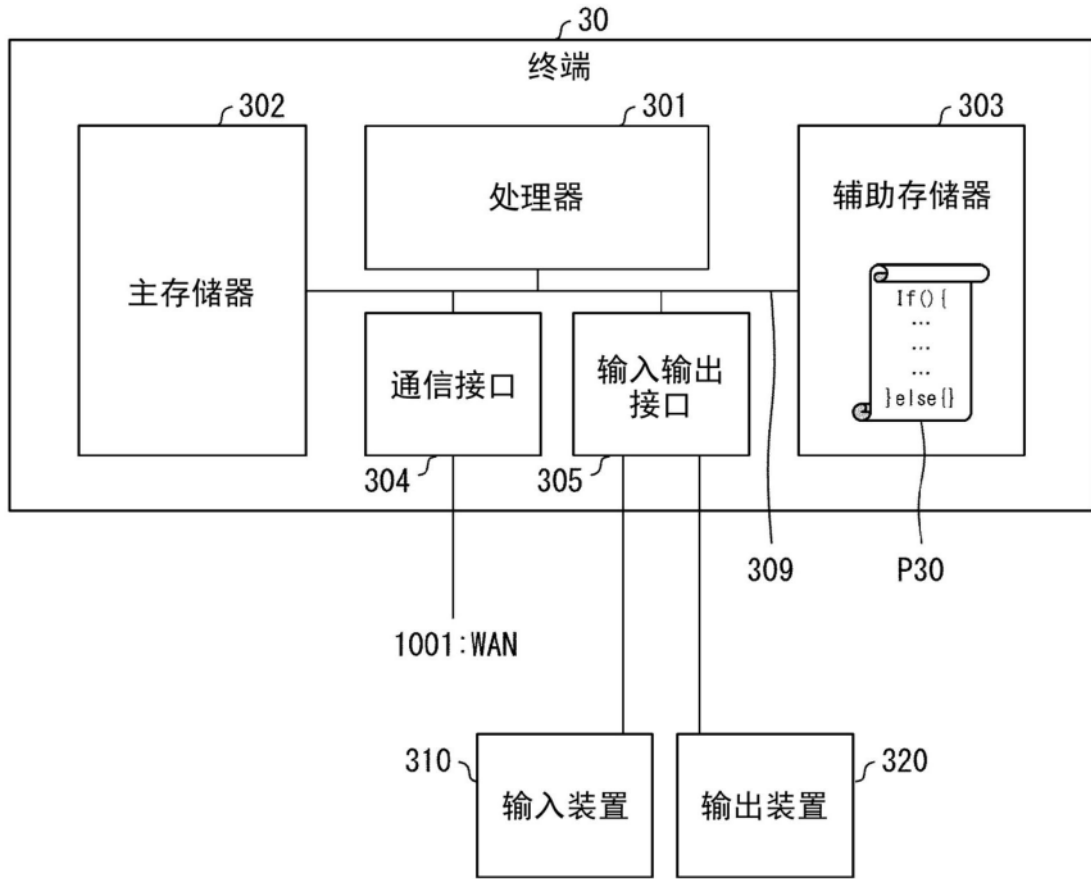 30
终端
302
301
303
主存储器
处理器
辅助存储器
If(){
...
...
...
}else{}
通信接口
输入输出
接口
304
305
309
P30
1001:WAN
310
输入装置
输出装置
320